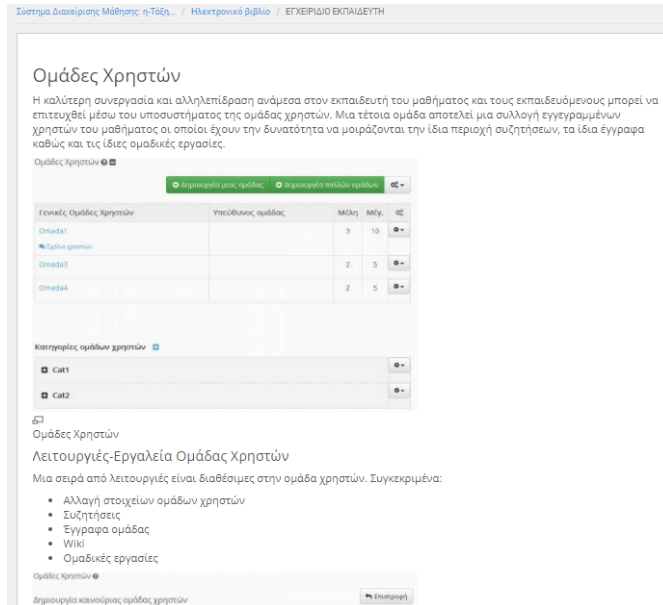 Σύστημα Διαχείρισης Μάθησης: η-Τάξη... / Ηλεκτρονικό βιβλίο / ΕΓΧΕΙΡΙΔΙΟ ΕΚΠΑΙΔΕΥΤΗ
Ομάδες Χρηστών
Η καλύτερη συνεργασία και αλληλεπίδραση ανάμεσα στον εκπαιδευτή του μαθήματος και τους εκπαιδευόμενους μπορεί να
επιτευχθεί μέσω του υποσυστήματος της ομάδας χρηστών. Μια τέτοια ομάδα αποτελεί μια συλλογή εγγεγραμμένων
χρηστών του μαθήματος οι οποίοι έχουν την δυνατότητα να μοιράζονται την ίδια περιοχή συζητήσεων, τα ίδια έγραφα
καθώς και τις ίδιες ομαδικές εργασίες.
Ομάδες Χρηστών
Δημιουργία μιας ομάδας Δημιουργία πολλών ομάδων
Γενικές Ομάδες Χρηστών Υπεύθυνος ομάδας Μέλη Μέγ.
Omada1 3 10
Σχόλια χρηστών
Omada3 2 5
Omada4 2 5
Κατηγορίες ομάδων χρηστών
Cat1
Cat2
Ομάδες Χρηστών
Λειτουργιές-Εργαλεία Ομάδας Χρηστών
Μια σειρά από λειτουργιές είναι διαθέσιμες στην ομάδα χρηστών. Συγκεκριμένα:
• Αλλαγή στοιχείων ομάδων χρηστών
• Συζητήσεις
• Έγγραφα ομάδας
• Wiki
• Ομαδικές εργασίες
Ομάδες Χρηστών
Δημιουργία καινούριας ομάδας χρηστών Επιστροφή